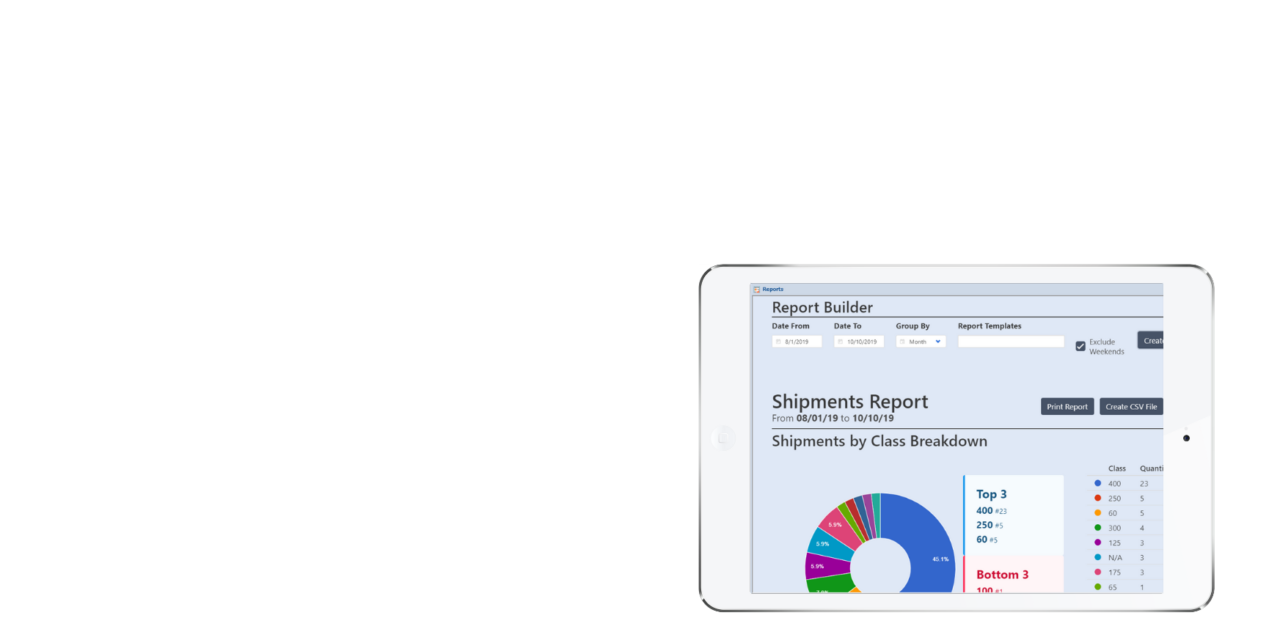 Reports
Report Builder
Date From Date To Group By Report Templates
8/1/2019 10/10/2019 Month Exclude Weekends Create
Shipments Report
Print Report Create CSV File
From 08/01/19 to 10/10/19
Shipments by Class Breakdown
Class Quanti
400 23
250 5
60 5
300 4
125 3
N/A 3
175 3
65 1
Top 3
400 #23
250 #5
60 #5
Bottom 3
100 #1
45.1%
5.9%
5.9%
5.9%